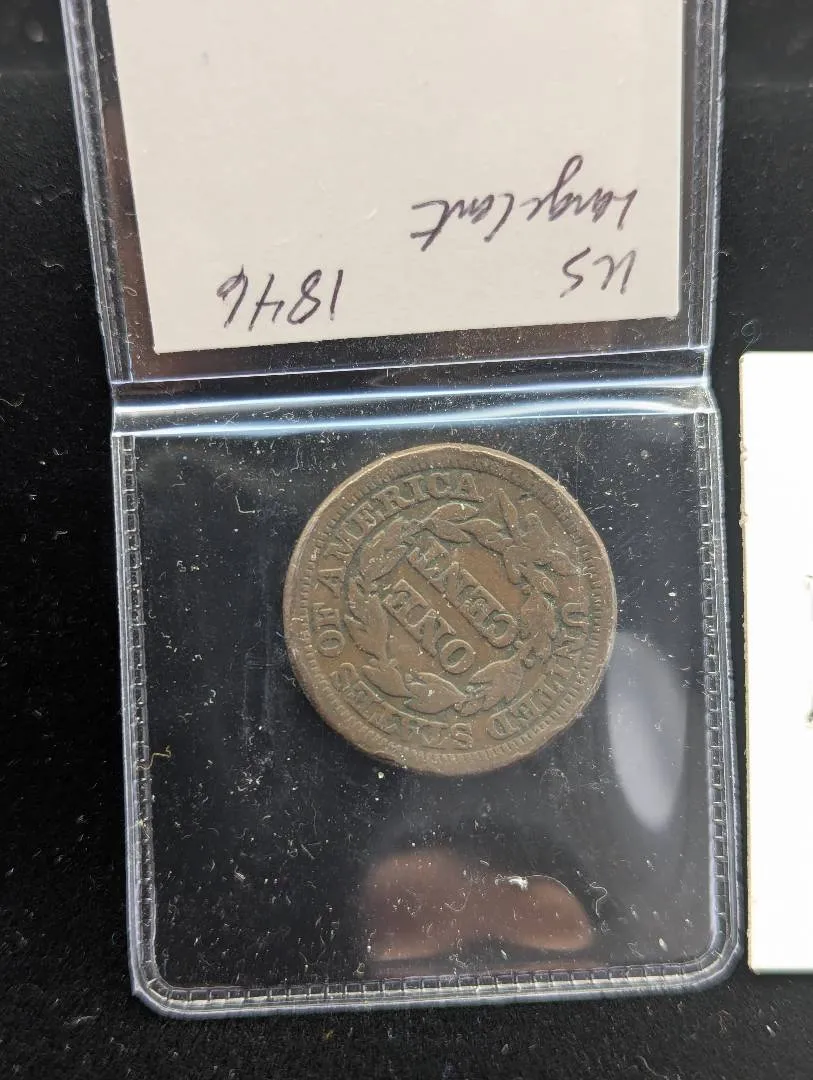 US 1846
Large Cent
UNITED STATES OF AMERICA
ONE
CENT